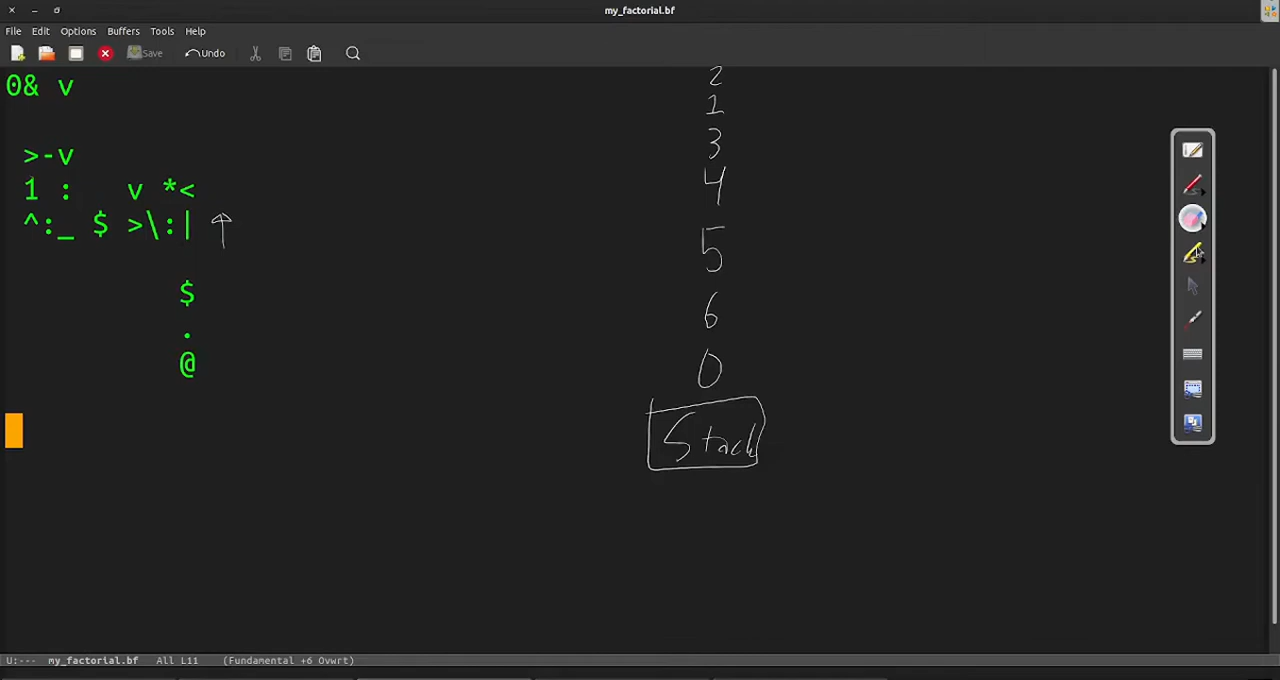 my_factorial.bf
File Edit Options Buffers Tools Help
Save Undo
0& v
>-v
1 :   v *<
^:_ $ >\:|
$
.
@
2
1
3
4
5
6
0
Stack
U:--- my_factorial.bf All L11 (Fundamental +6 Ovwrt)